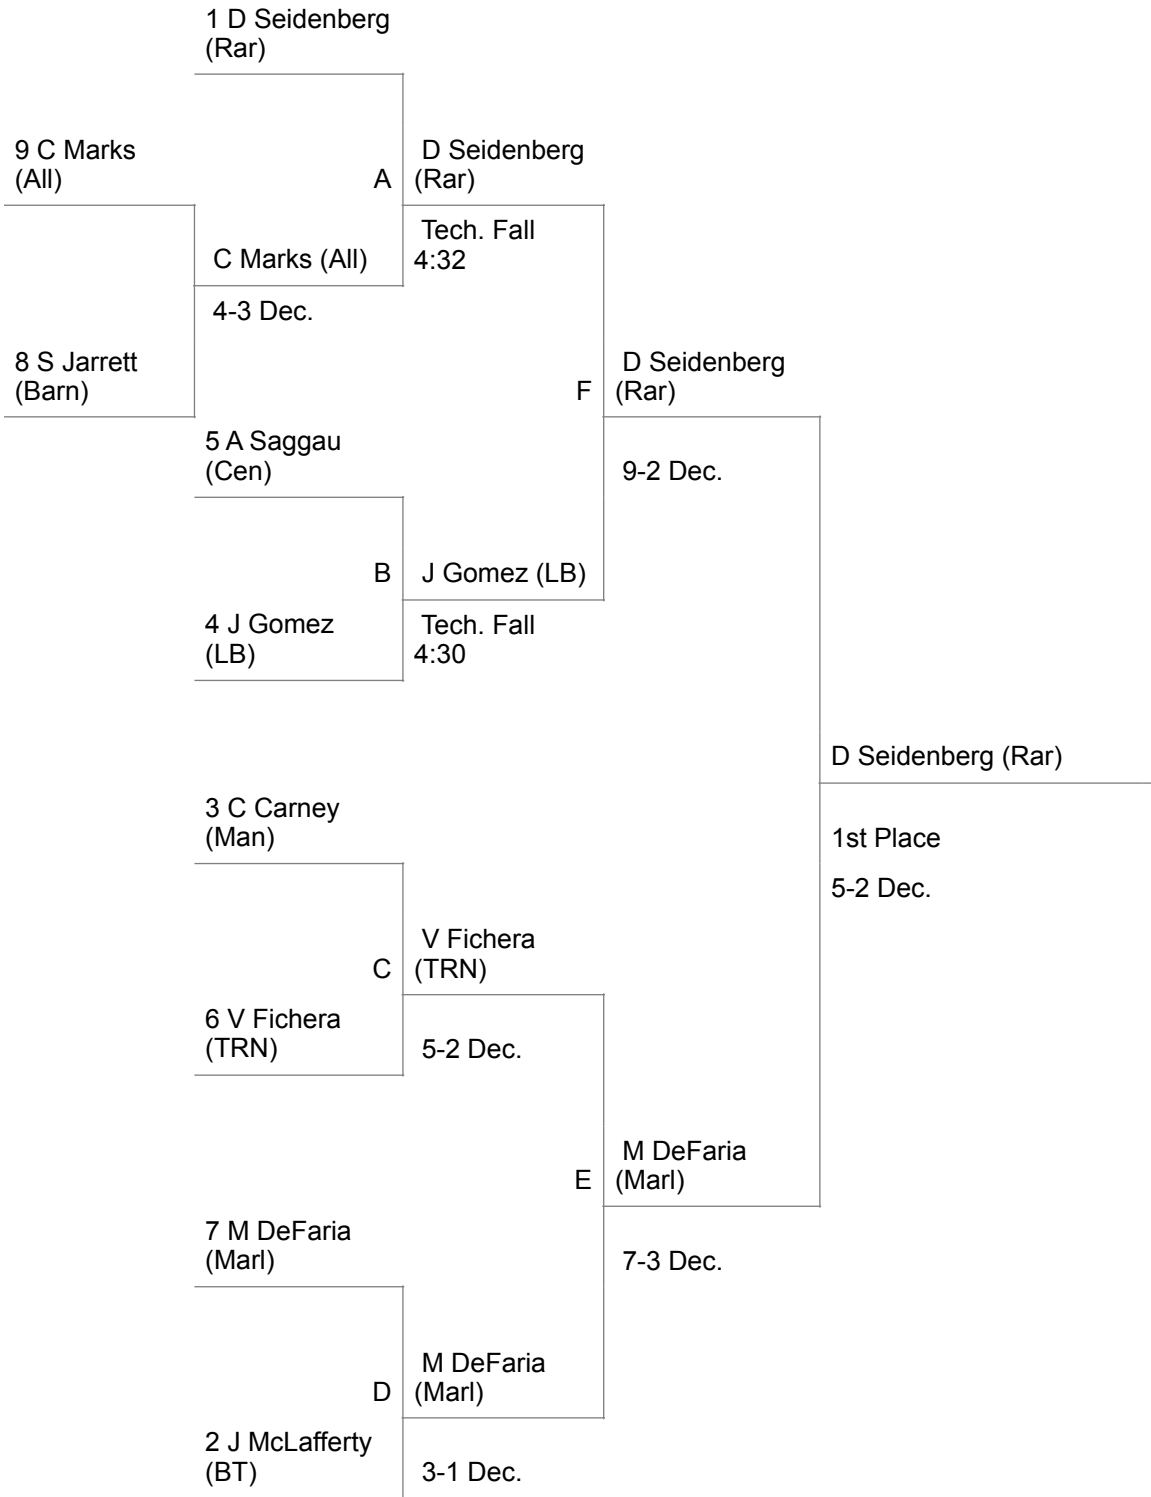 1 D Seidenberg
(Rar)
9 C Marks
(All)
A
D Seidenberg
(Rar)
Tech. Fall
4:32
C Marks (All)
4-3 Dec.
8 S Jarrett
(Barn)
F
D Seidenberg
(Rar)
5 A Saggau
(Cen)
9-2 Dec.
B
J Gomez (LB)
4 J Gomez
(LB)
Tech. Fall
4:30
D Seidenberg (Rar)
3 C Carney
(Man)
1st Place
5-2 Dec.
C
V Fichera
(TRN)
6 V Fichera
(TRN)
5-2 Dec.
E
M DeFaria
(Marl)
7 M DeFaria
(Marl)
7-3 Dec.
D
M DeFaria
(Marl)
2 J McLafferty
(BT)
3-1 Dec.